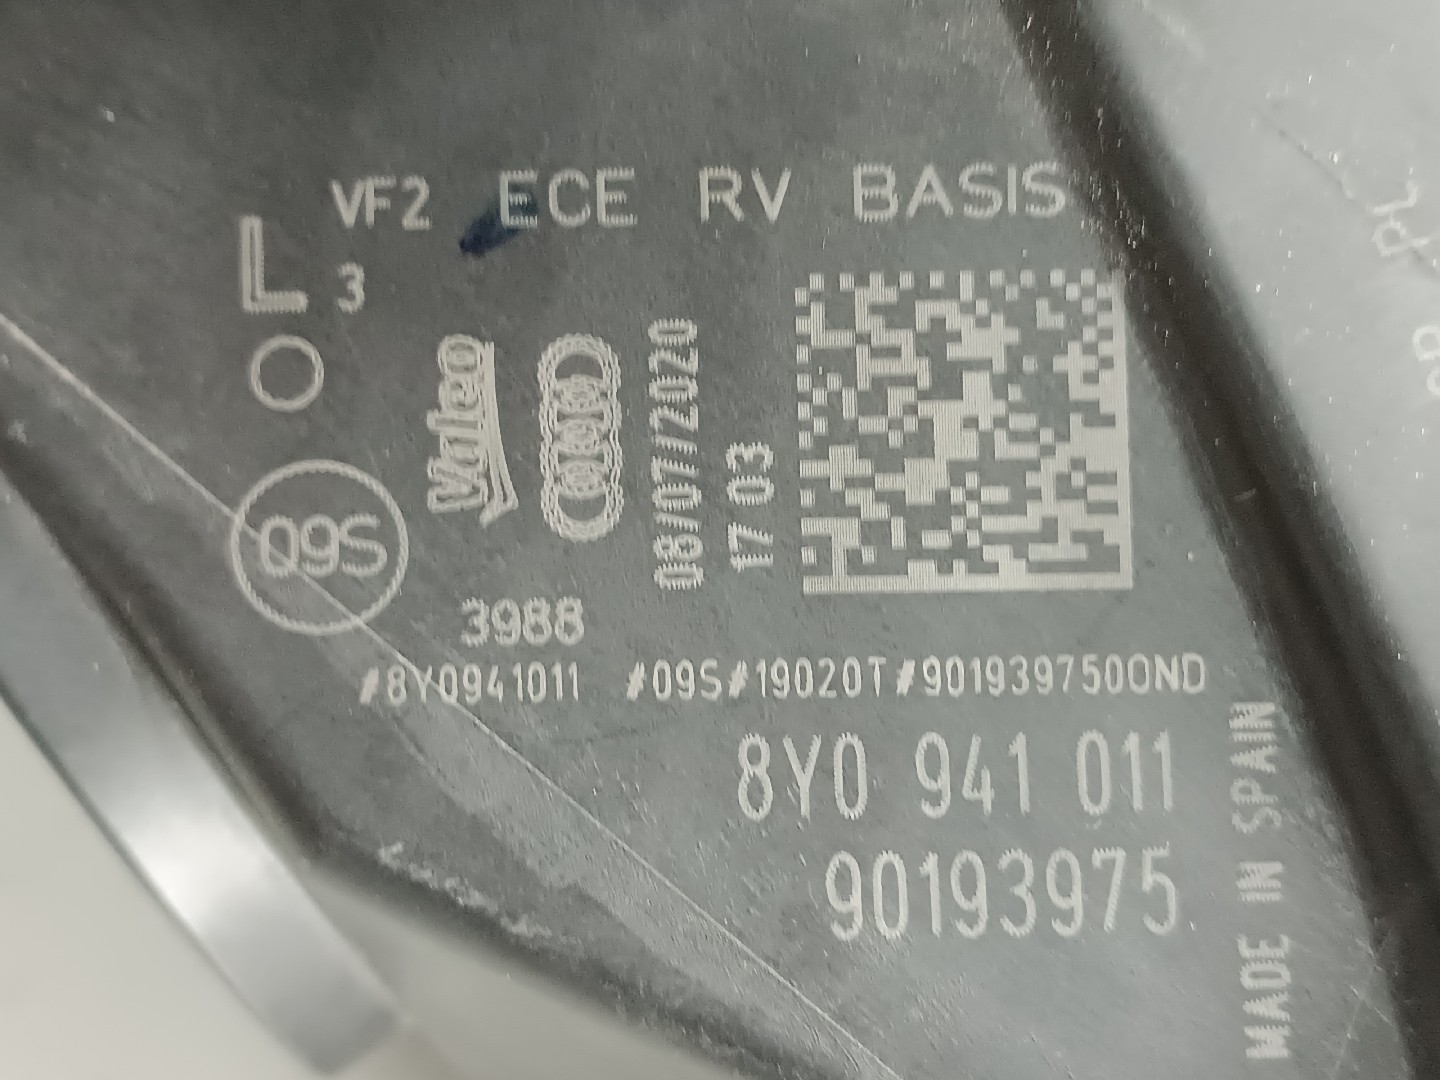 VF2 ECE RV BASIS
L 3
Valeo
08/07/2020
17 03
09S
3988
#8Y0941011 #09S#19020T#9019397500ND
8Y0 941 011
90193975
MADE IN SPAIN